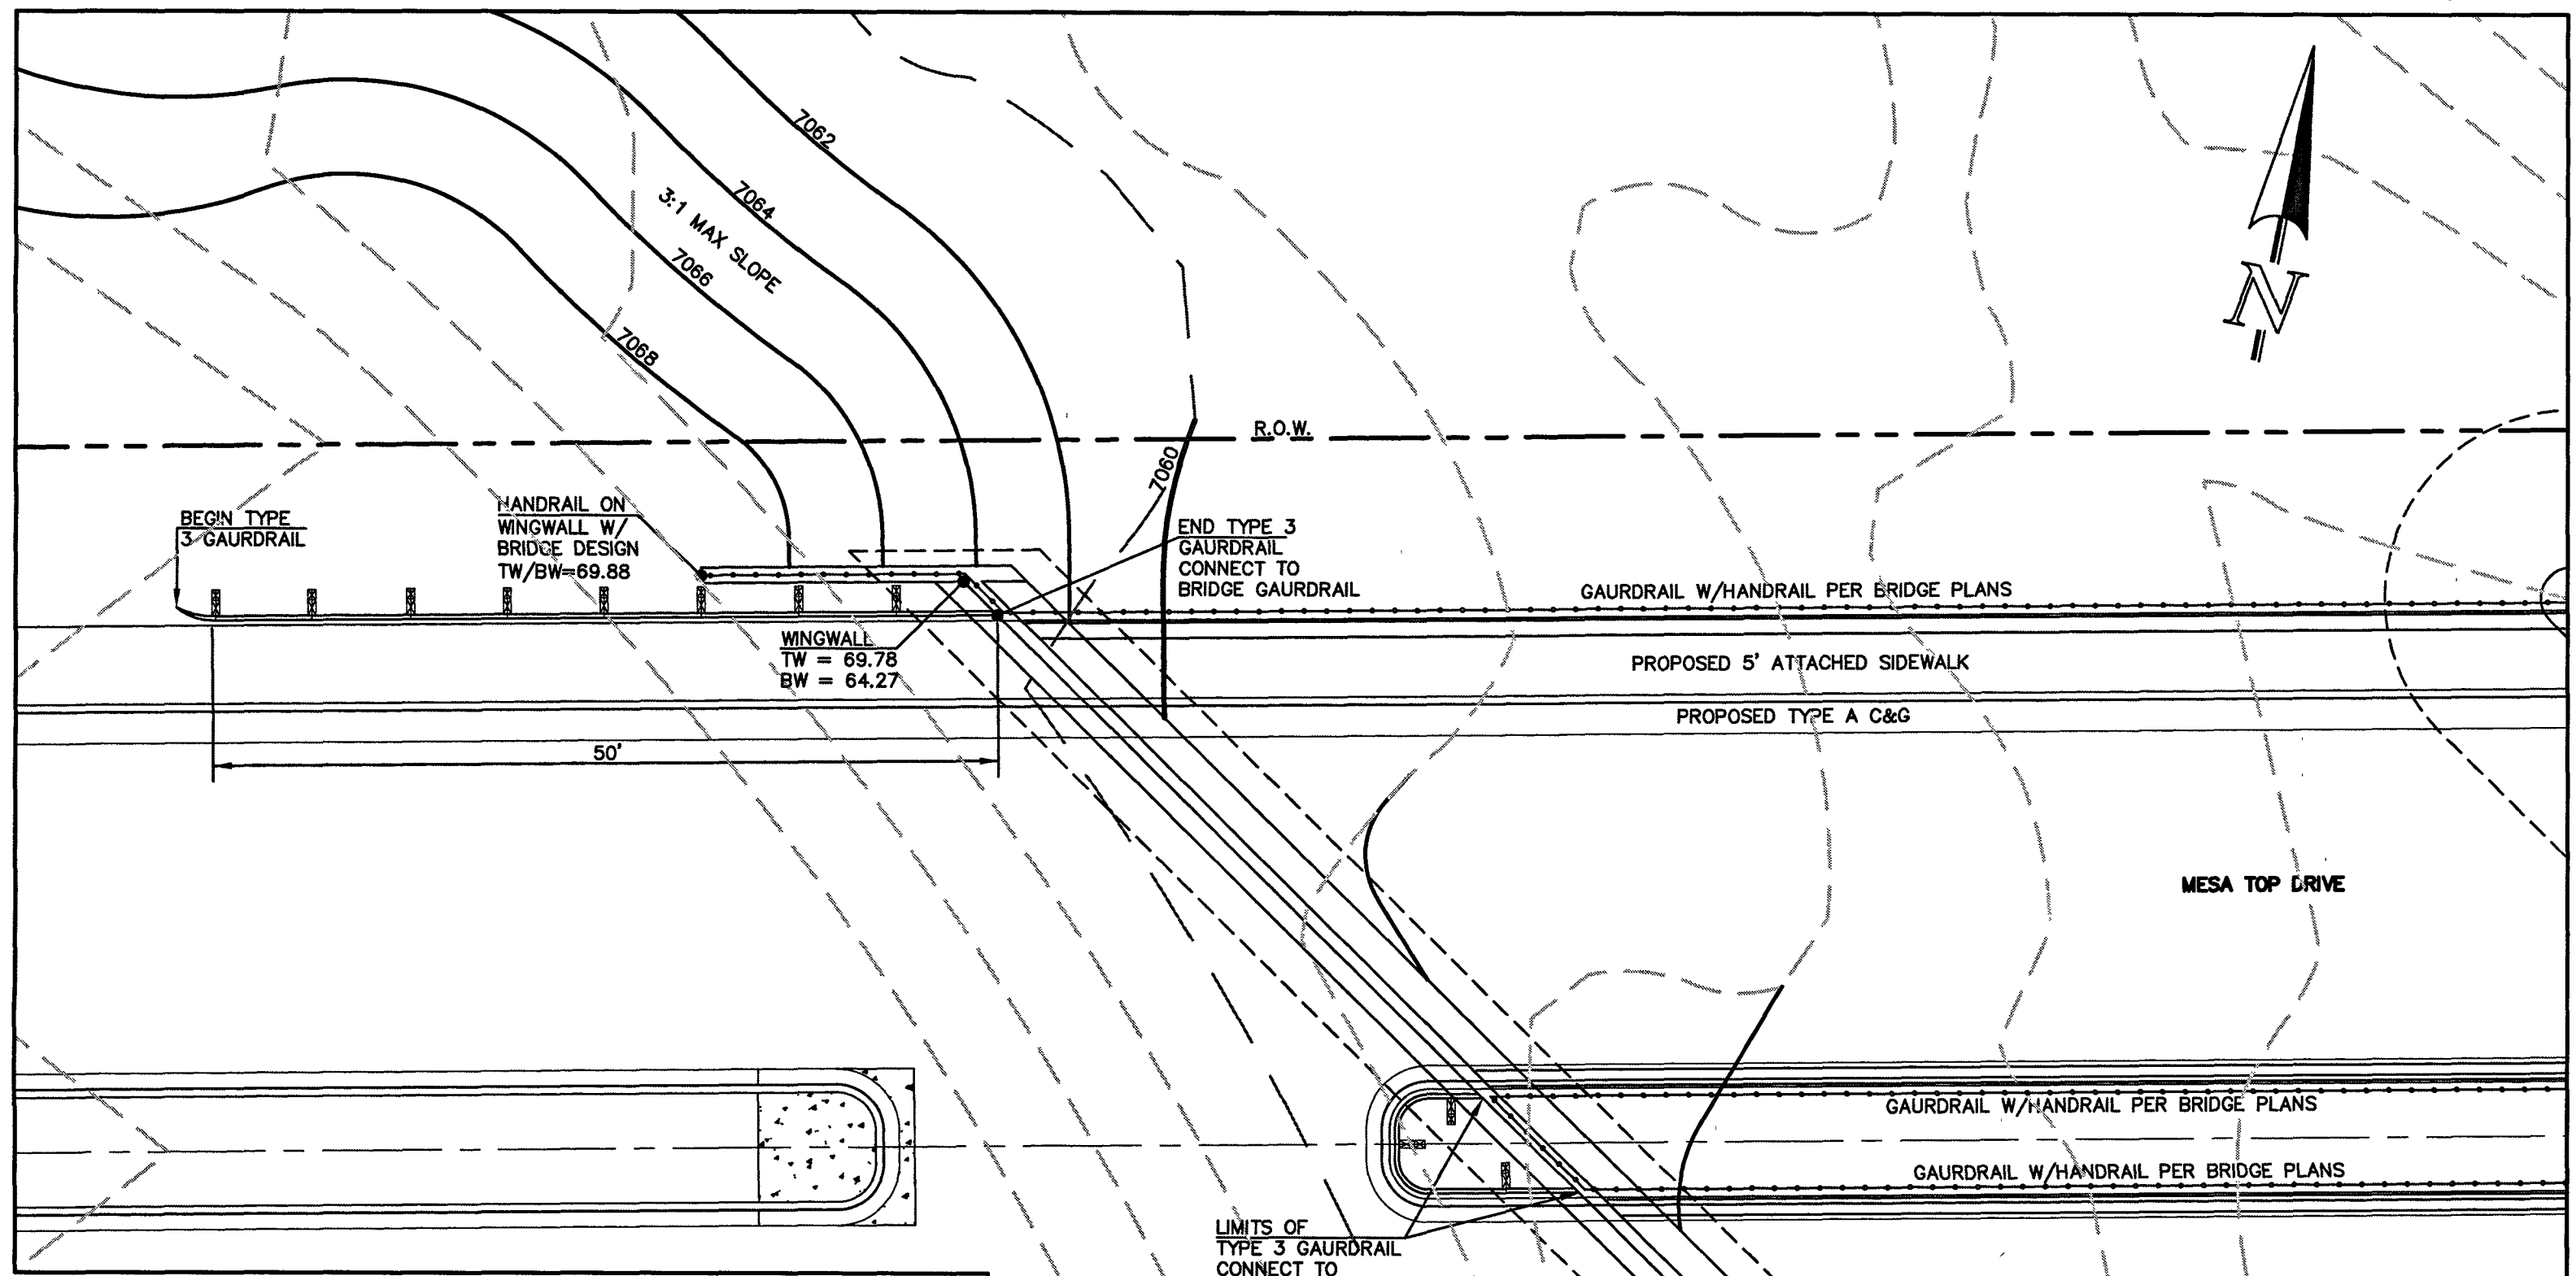 7062
7064
3:1 MAX SLOPE
7066
7068
N
R.O.W.
7060
BEGIN TYPE
3 GAURDRAIL
HANDRAIL ON
WINGWALL W/
BRIDGE DESIGN
TW/BW=69.88
END TYPE 3
GAURDRAIL
CONNECT TO
BRIDGE GAURDRAIL
GAURDRAIL W/HANDRAIL PER BRIDGE PLANS
WINGWALL
TW = 69.78
BW = 64.27
PROPOSED 5' ATTACHED SIDEWALK
PROPOSED TYPE A C&G
50'
MESA TOP DRIVE
GAURDRAIL W/HANDRAIL PER BRIDGE PLANS
GAURDRAIL W/HANDRAIL PER BRIDGE PLANS
LIMITS OF
TYPE 3 GAURDRAIL
CONNECT TO